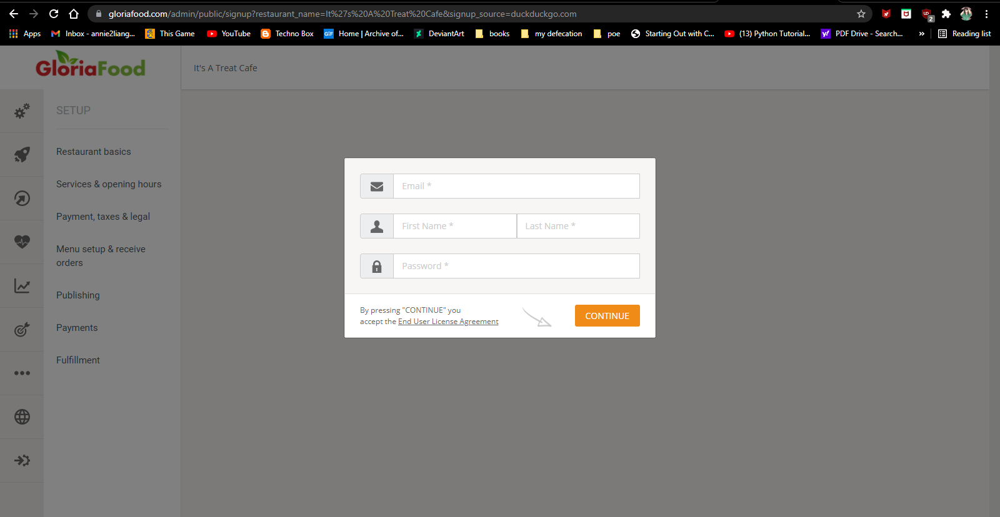 gloriafood.com/admin/public/signup?restaurant_name=It%27s%20A%20Treat%20Cafe&signup_source=duckduckgo.com
UD
2
Apps
Inbox - annie2liang...
This Game
YouTube
Techno Box
GIF
Home | Archive of...
DeviantArt
books
my defecation
poe
Starting Out with C...
(13) Python Tutorial...
PDF Drive - Search...
»
Reading list
GloriaFood
It's A Treat Cafe
SETUP
Restaurant basics
Services & opening hours
Payment, taxes & legal
Menu setup & receive
orders
Publishing
Payments
Fulfillment
Email *
First Name *
Last Name *
Password *
By pressing "CONTINUE" you
accept the End User License Agreement
CONTINUE